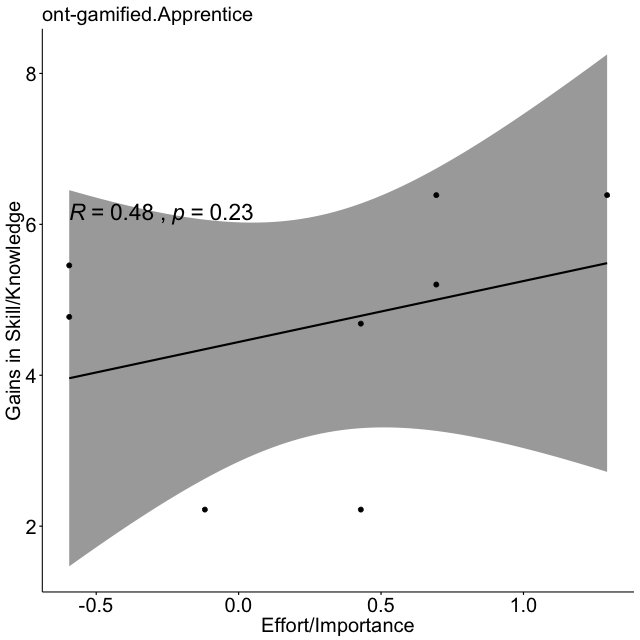 ont-gamified.Apprentice
8
6
4
2
Gains in Skill/Knowledge
R = 0.48 , p = 0.23
-0.5 0.0 0.5 1.0
Effort/Importance